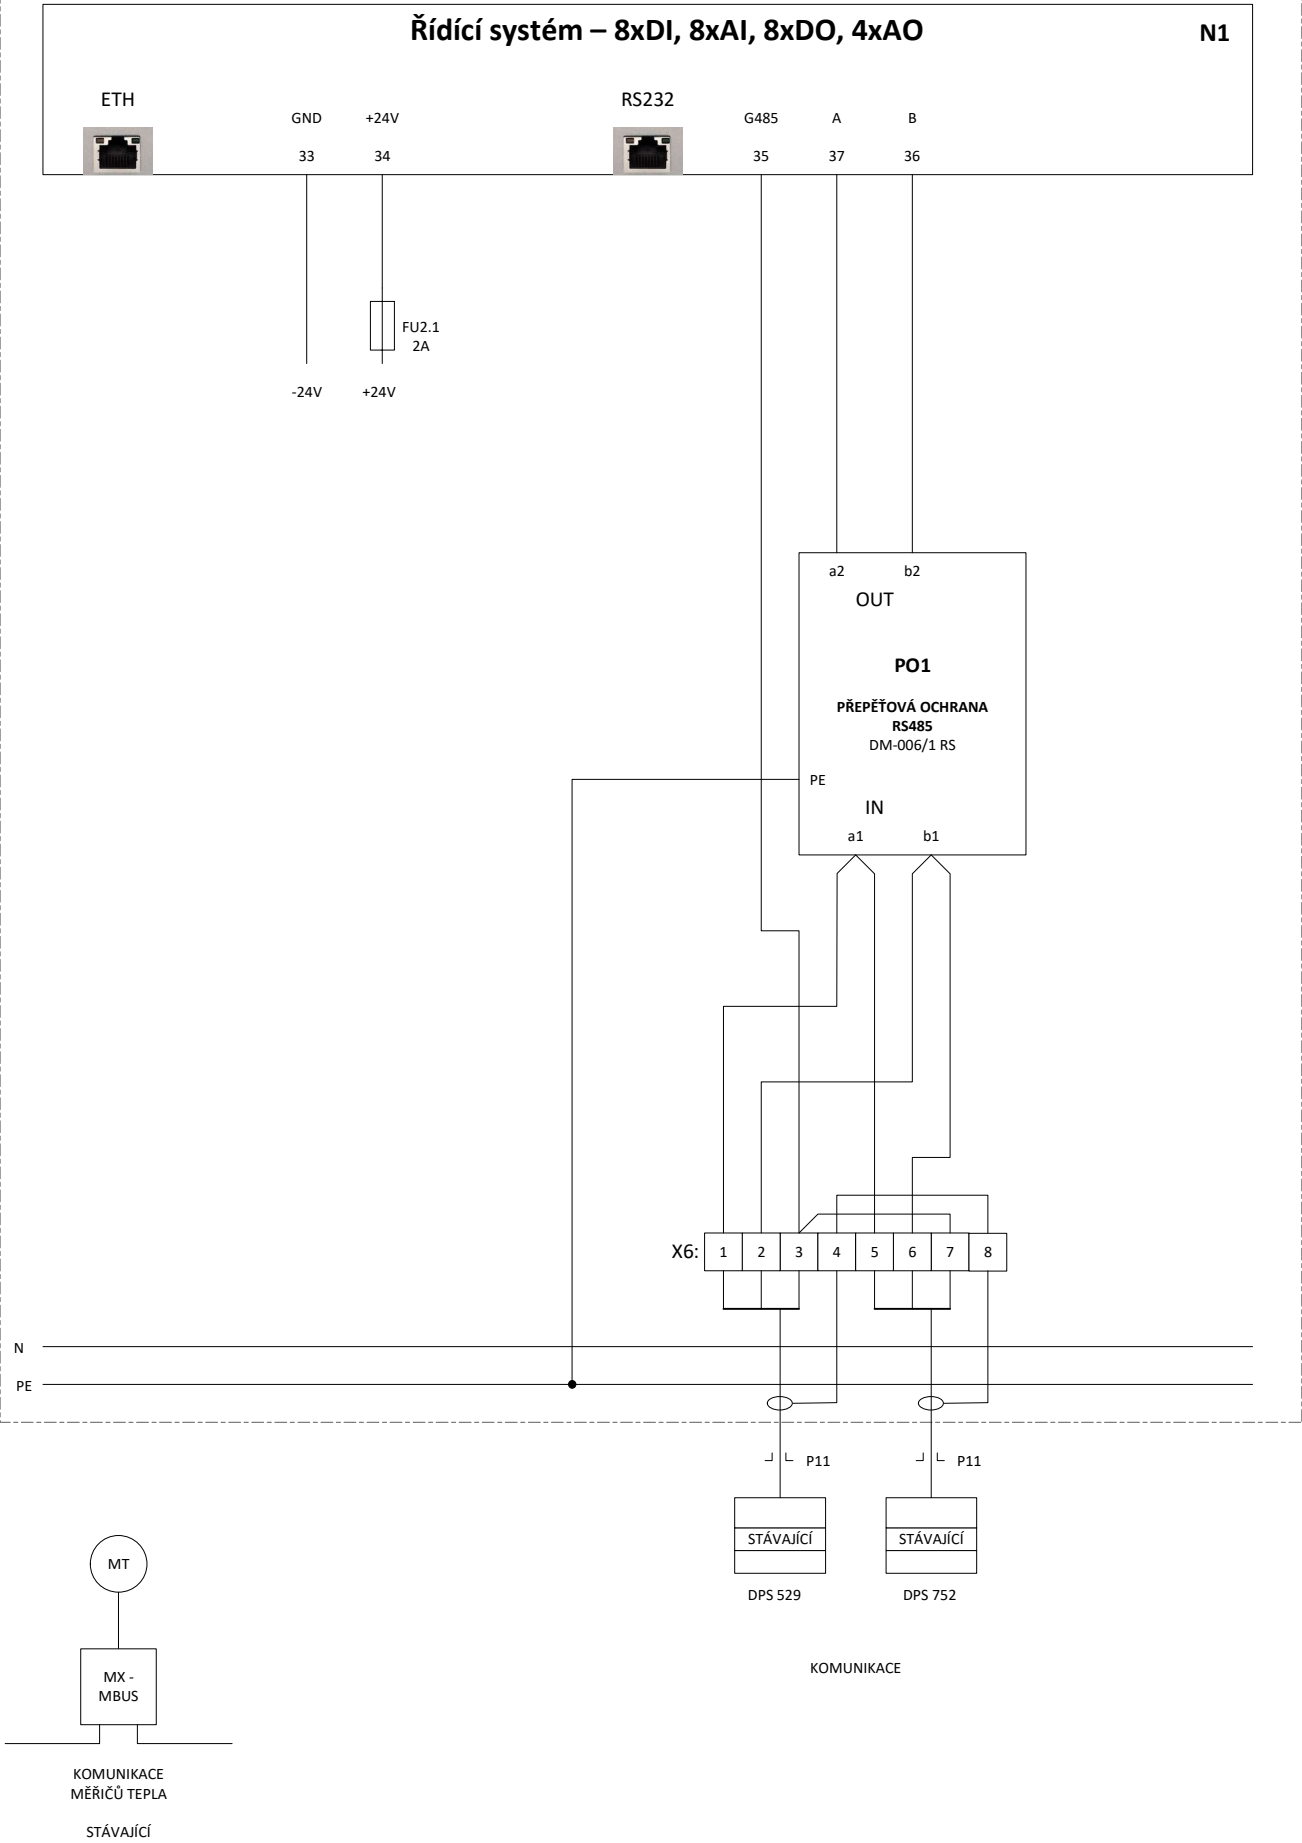 Řídící systém – 8xDI, 8xAI, 8xDO, 4xAO
N1
ETH
RS232
GND
+24V
G485
A
B
33
34
35
37
36
FU2.1
2A
-24V
+24V
a2
b2
OUT
PO1
PŘEPĚŤOVÁ OCHRANA
RS485
DM-006/1 RS
PE
IN
a1
b1
X6:
1
2
3
4
5
6
7
8
N
PE
P11
P11
STÁVAJÍCÍ
STÁVAJÍCÍ
DPS 529
DPS 752
KOMUNIKACE
MT
MX -
MBUS
KOMUNIKACE
MĚŘIČŮ TEPLA
STÁVAJÍCÍ